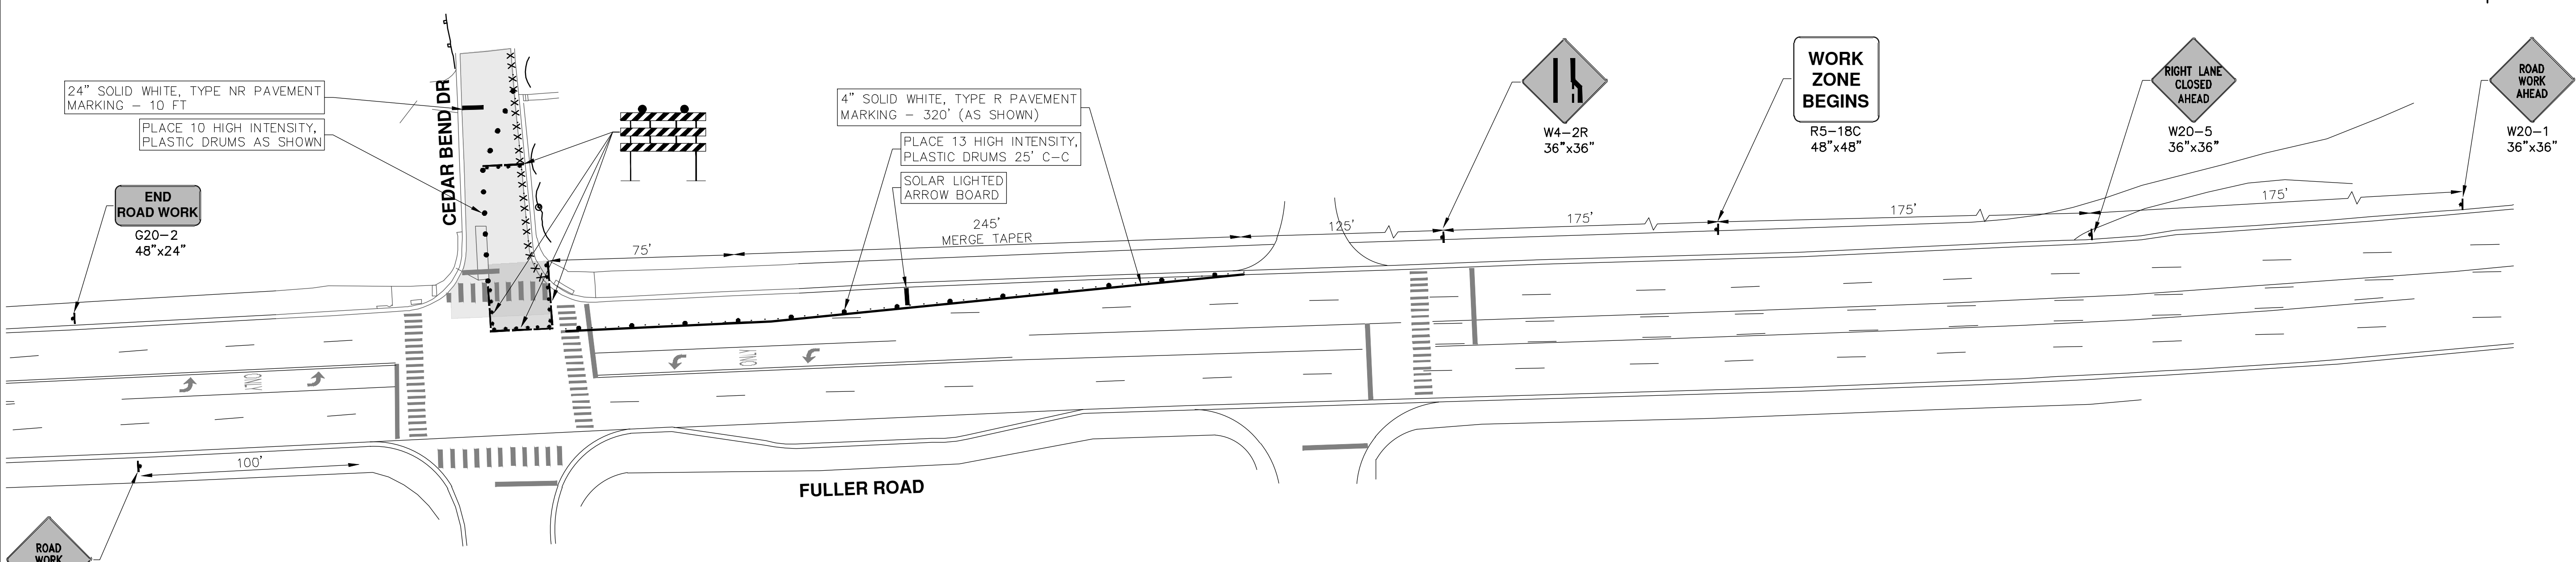 24" SOLID WHITE, TYPE NR PAVEMENT
MARKING - 10 FT
PLACE 10 HIGH INTENSITY,
PLASTIC DRUMS AS SHOWN
END
ROAD WORK
G20-2
48"x24"
CEDAR BEND DR
4" SOLID WHITE, TYPE R PAVEMENT
MARKING - 320' (AS SHOWN)
PLACE 13 HIGH INTENSITY,
PLASTIC DRUMS 25' C-C
SOLAR LIGHTED
ARROW BOARD
W4-2R
36"x36"
WORK
ZONE
BEGINS
R5-18C
48"x48"
RIGHT LANE
CLOSED
AHEAD
W20-5
36"x36"
ROAD
WORK
AHEAD
W20-1
36"x36"
75'
245'
MERGE TAPER
125'
175'
175'
175'
ONLY
ONLY
100'
FULLER ROAD
ROAD
WORK